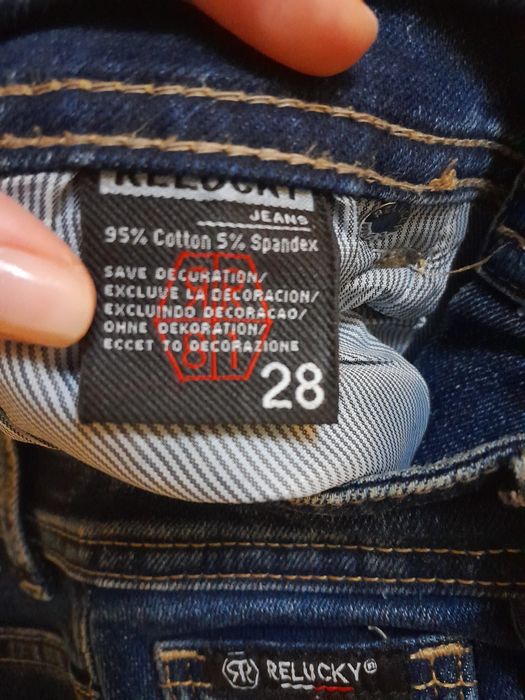 RELUCKY
JEANS
95% Cotton 5% Spandex
SAVE DECORATION/
EXCLUVE LA DECORACION/
EXCLUINDO DECORACAO/
OHNE DEKORATION/
ECCET TO DECORAZIONE
28
RELUCKY®